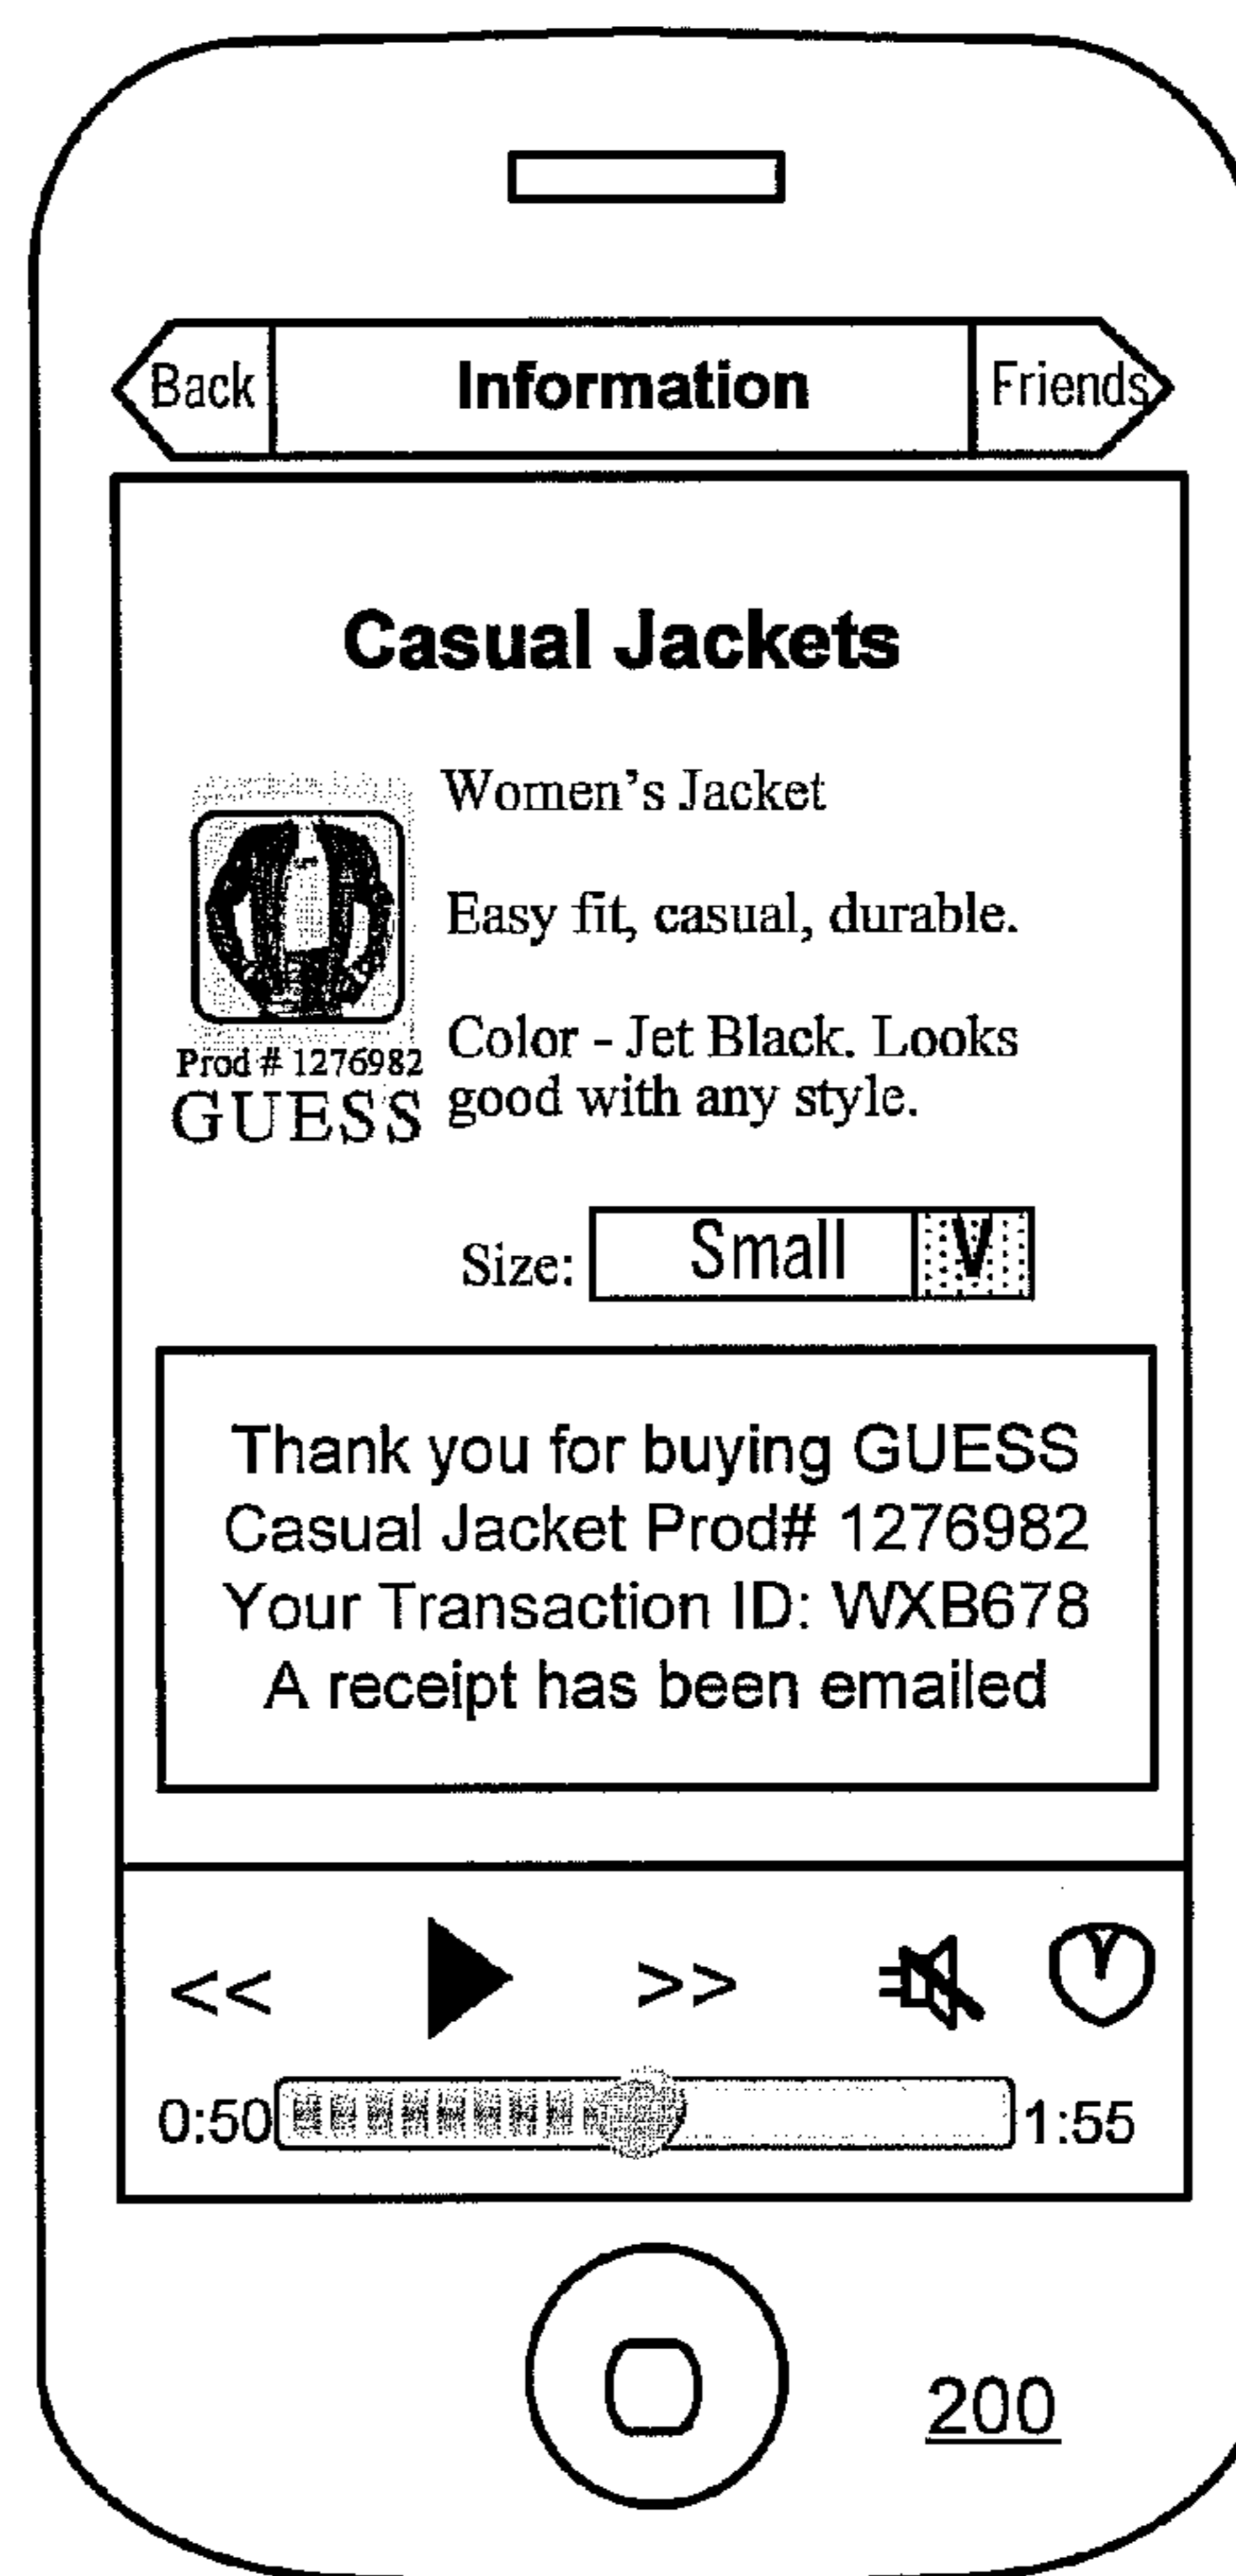 Back Information Friends
Casual Jackets
Women's Jacket
Easy fit, casual, durable.
Color - Jet Black. Looks
good with any style.
Prod # 1276982
GUESS
Size: Small V
Thank you for buying GUESS
Casual Jacket Prod# 1276982
Your Transaction ID: WXB678
A receipt has been emailed
<< >>
0:50 1:55
200